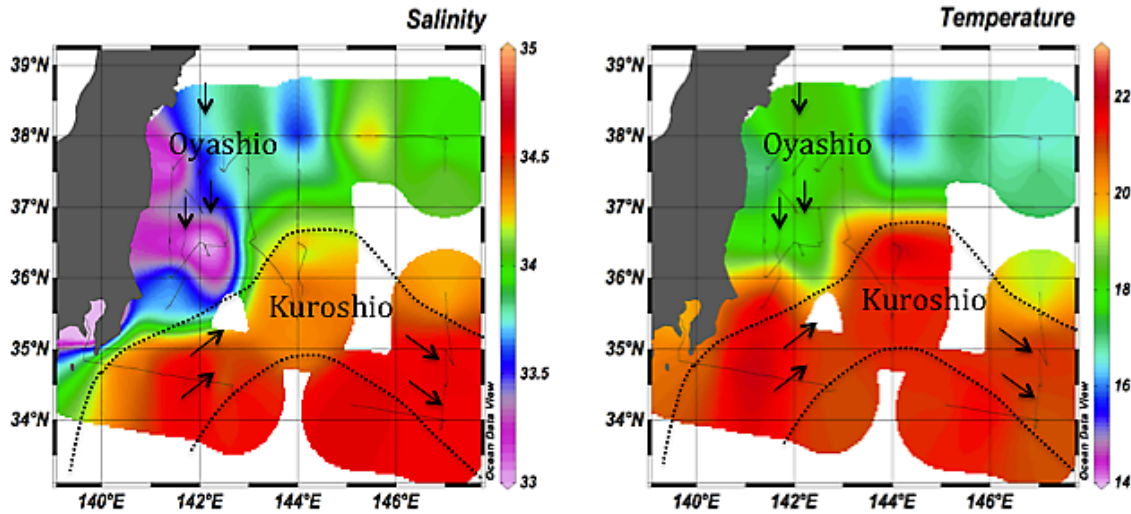 Salinity
39°N
38°N
37°N
36°N
35°N
34°N
140°E
142°E
144°E
146°E
Oyashio
Kuroshio
Ocean Data View
35
34.5
34
33.5
33
Temperature
39°N
38°N
37°N
36°N
35°N
34°N
140°E
142°E
144°E
146°E
Oyashio
Kuroshio
Ocean Data View
22
20
18
16
14